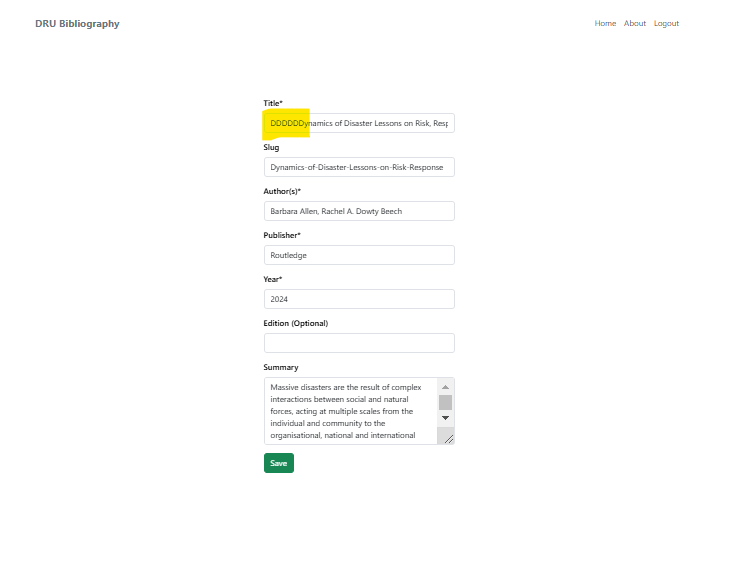 DRU Bibliography
Home About Logout
Title*
DDDDDDynamics of Disaster Lessons on Risk, Resp
Slug
Dynamics-of-Disaster-Lessons-on-Risk-Response
Author(s)*
Barbara Allen, Rachel A. Dowty Beech
Publisher*
Routledge
Year*
2024
Edition (Optional)
Summary
Massive disasters are the result of complex
interactions between social and natural
forces, acting at multiple scales from the
individual and community to the
organisational, national and international
Save